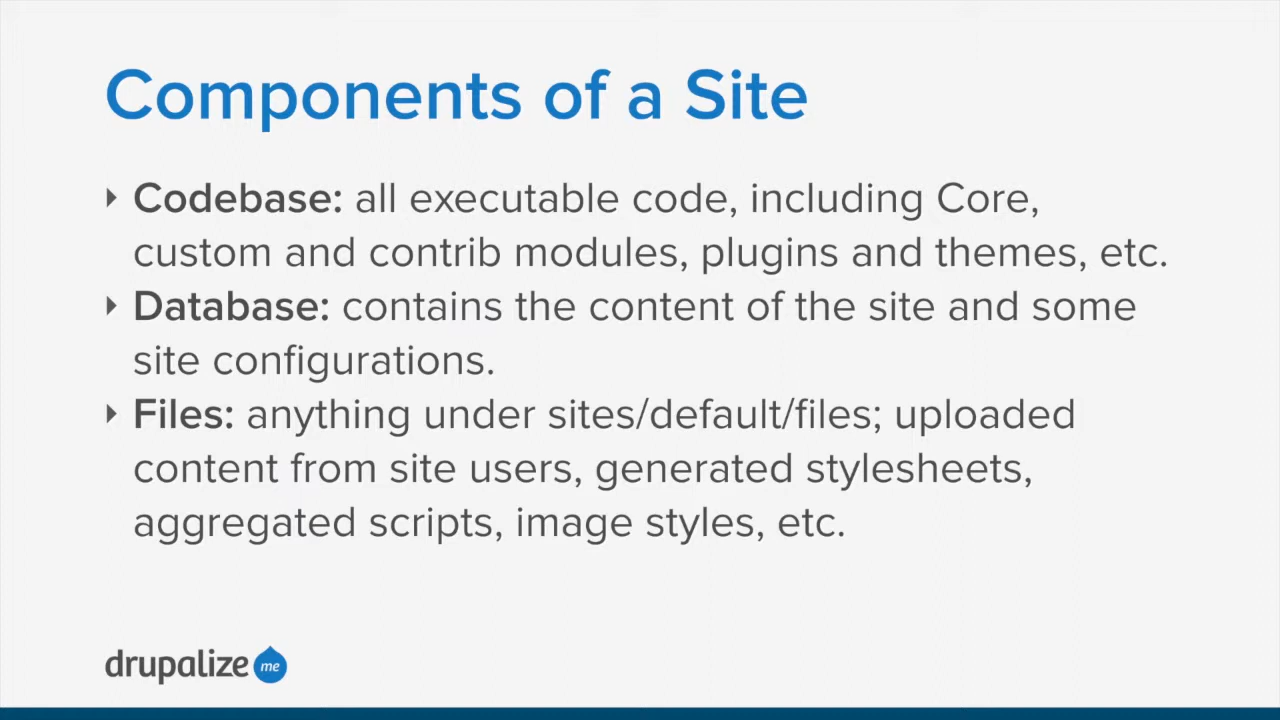 Components of a Site
Codebase: all executable code, including Core,
custom and contrib modules, plugins and themes, etc.
Database: contains the content of the site and some
site configurations.
Files: anything under sites/default/files; uploaded
content from site users, generated stylesheets,
aggregated scripts, image styles, etc.
drupalize me